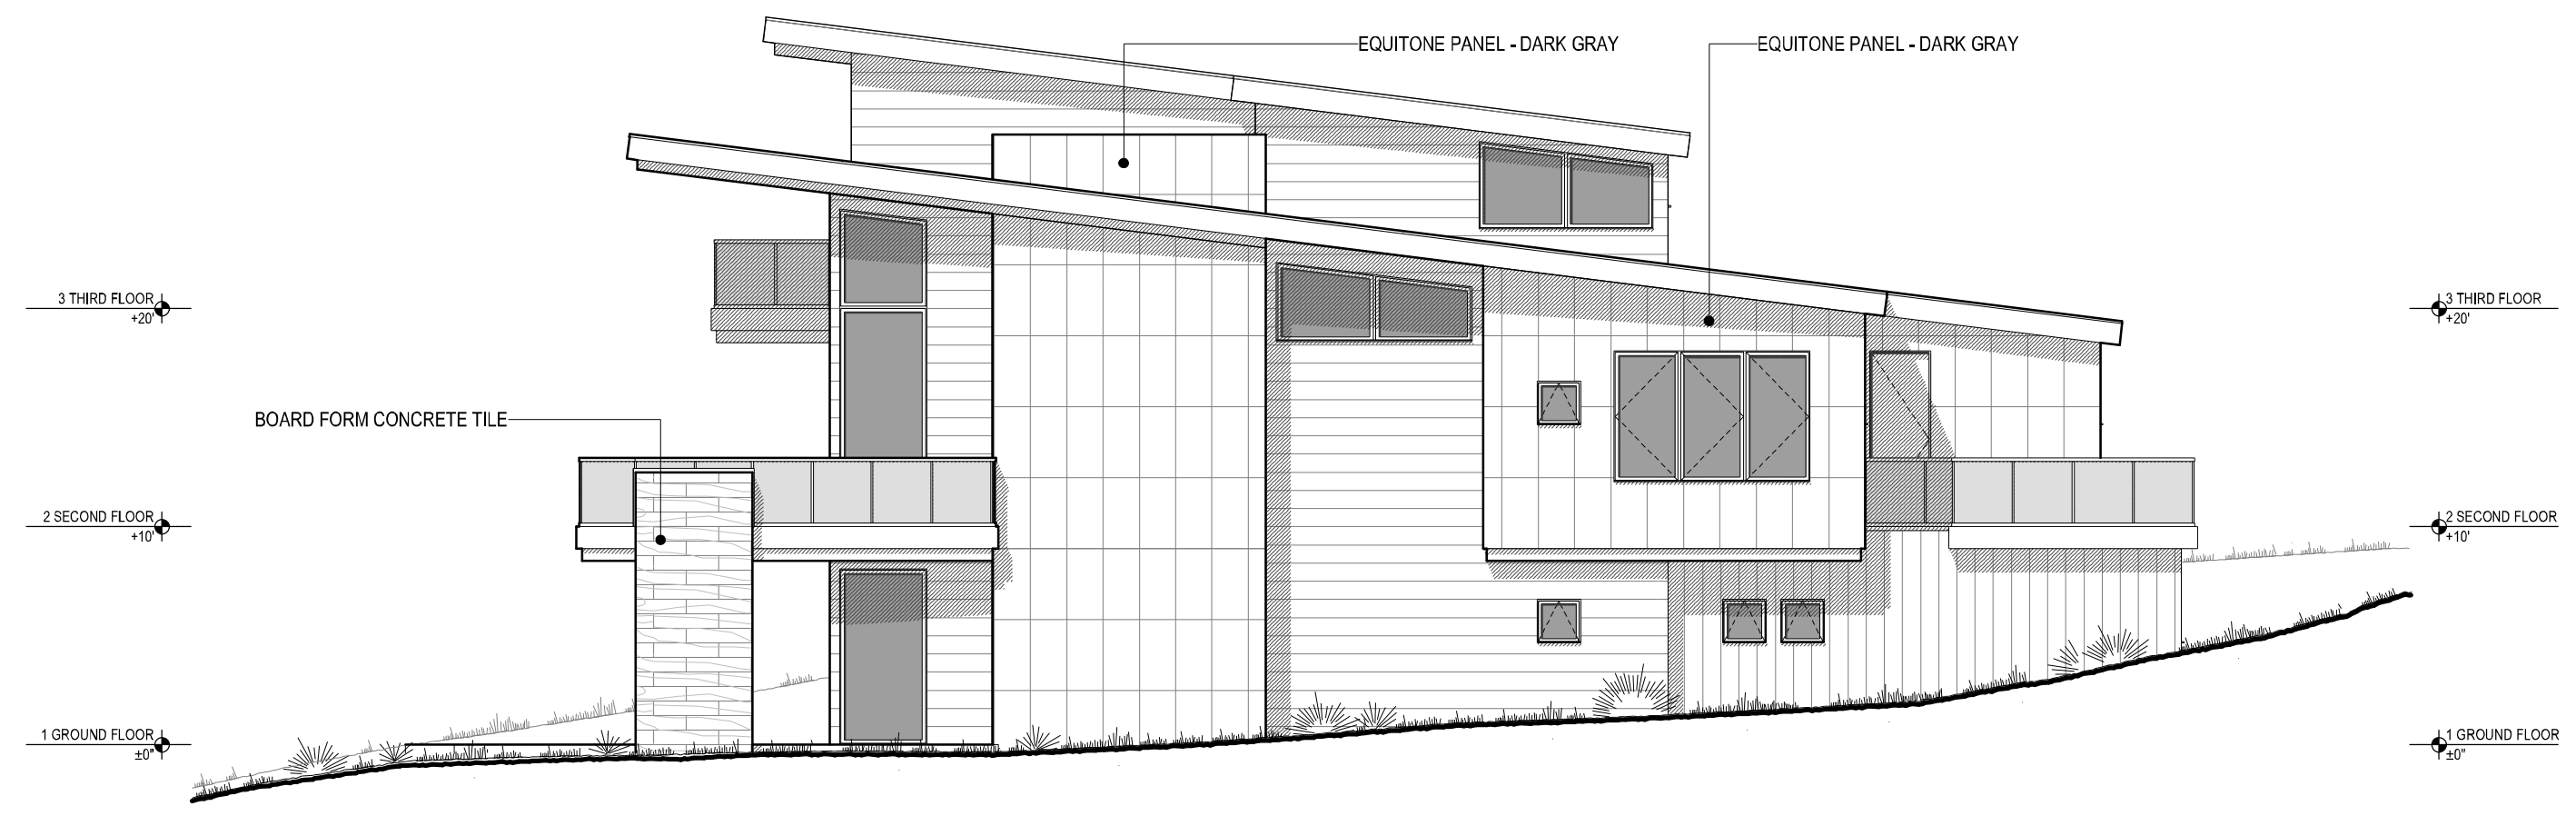 EQUITONE PANEL - DARK GRAY
EQUITONE PANEL - DARK GRAY
3 THIRD FLOOR
+20'
3 THIRD FLOOR
+20'
BOARD FORM CONCRETE TILE
2 SECOND FLOOR
+10'
2 SECOND FLOOR
+10'
1 GROUND FLOOR
±0"
1 GROUND FLOOR
±0"